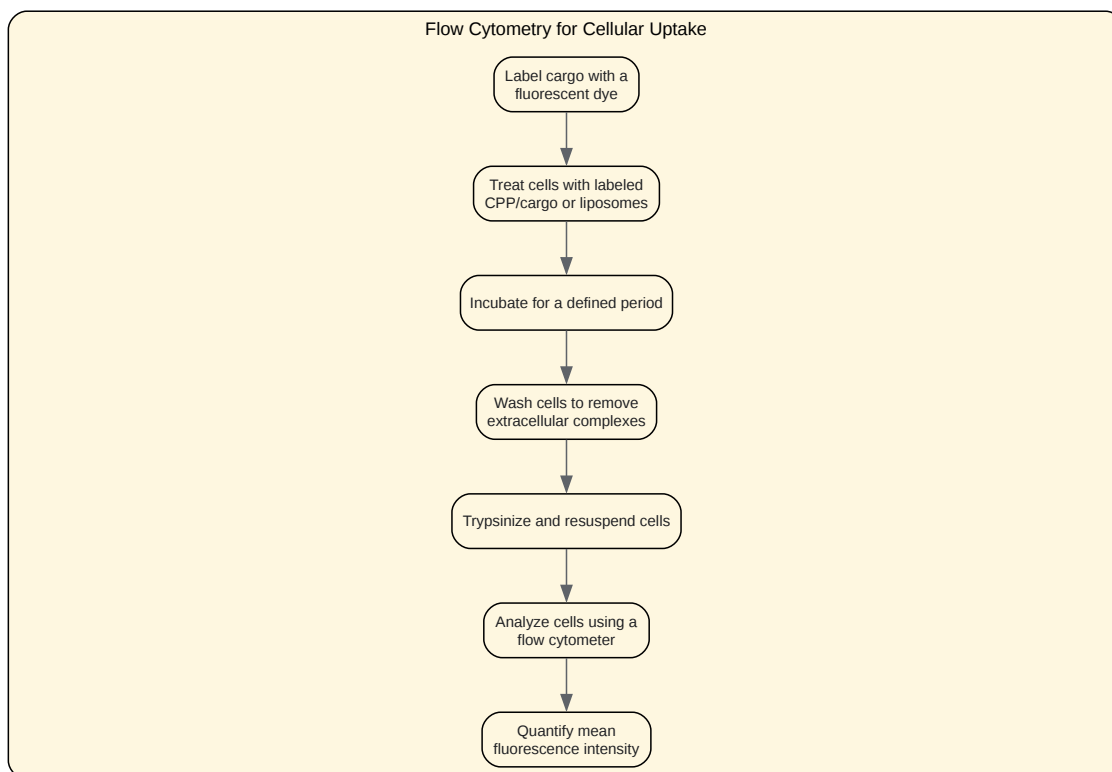 Flow Cytometry for Cellular Uptake
Label cargo with a
fluorescent dye
Treat cells with labeled
CPP/cargo or liposomes
Incubate for a defined period
Wash cells to remove
extracellular complexes
Trypsinize and resuspend cells
Analyze cells using a
flow cytometer
Quantify mean
fluorescence intensity